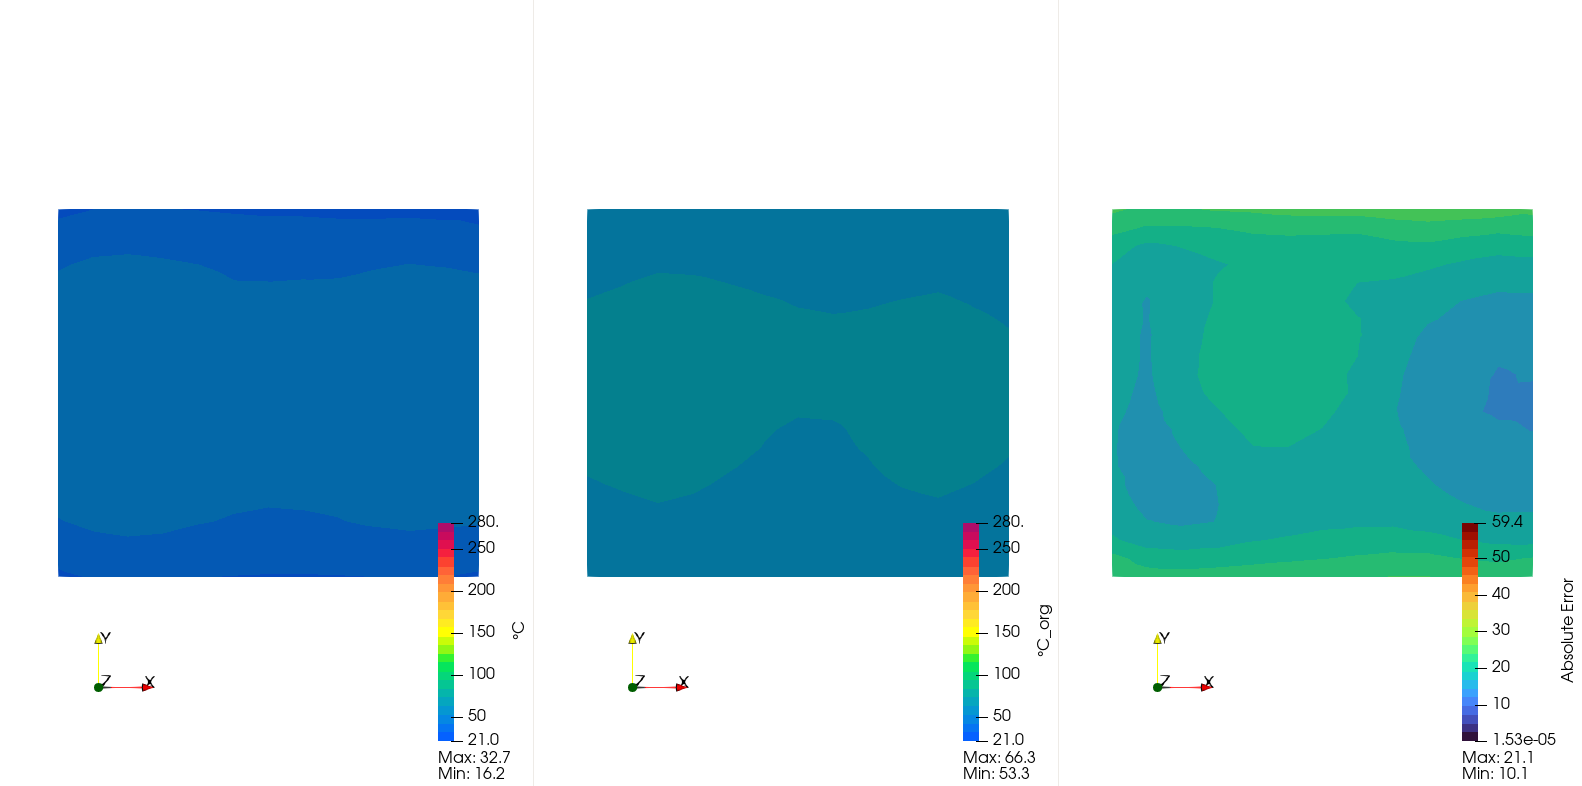 280.
250
200
150
100
50
21.0
°C
Max: 32.7
Min: 16.2
Y
Z
X
280.
250
200
150
100
50
21.0
°C_org
Max: 66.3
Min: 53.3
Y
Z
X
59.4
50
40
30
20
10
1.53e-05
Absolute Error
Max: 21.1
Min: 10.1
Y
Z
X